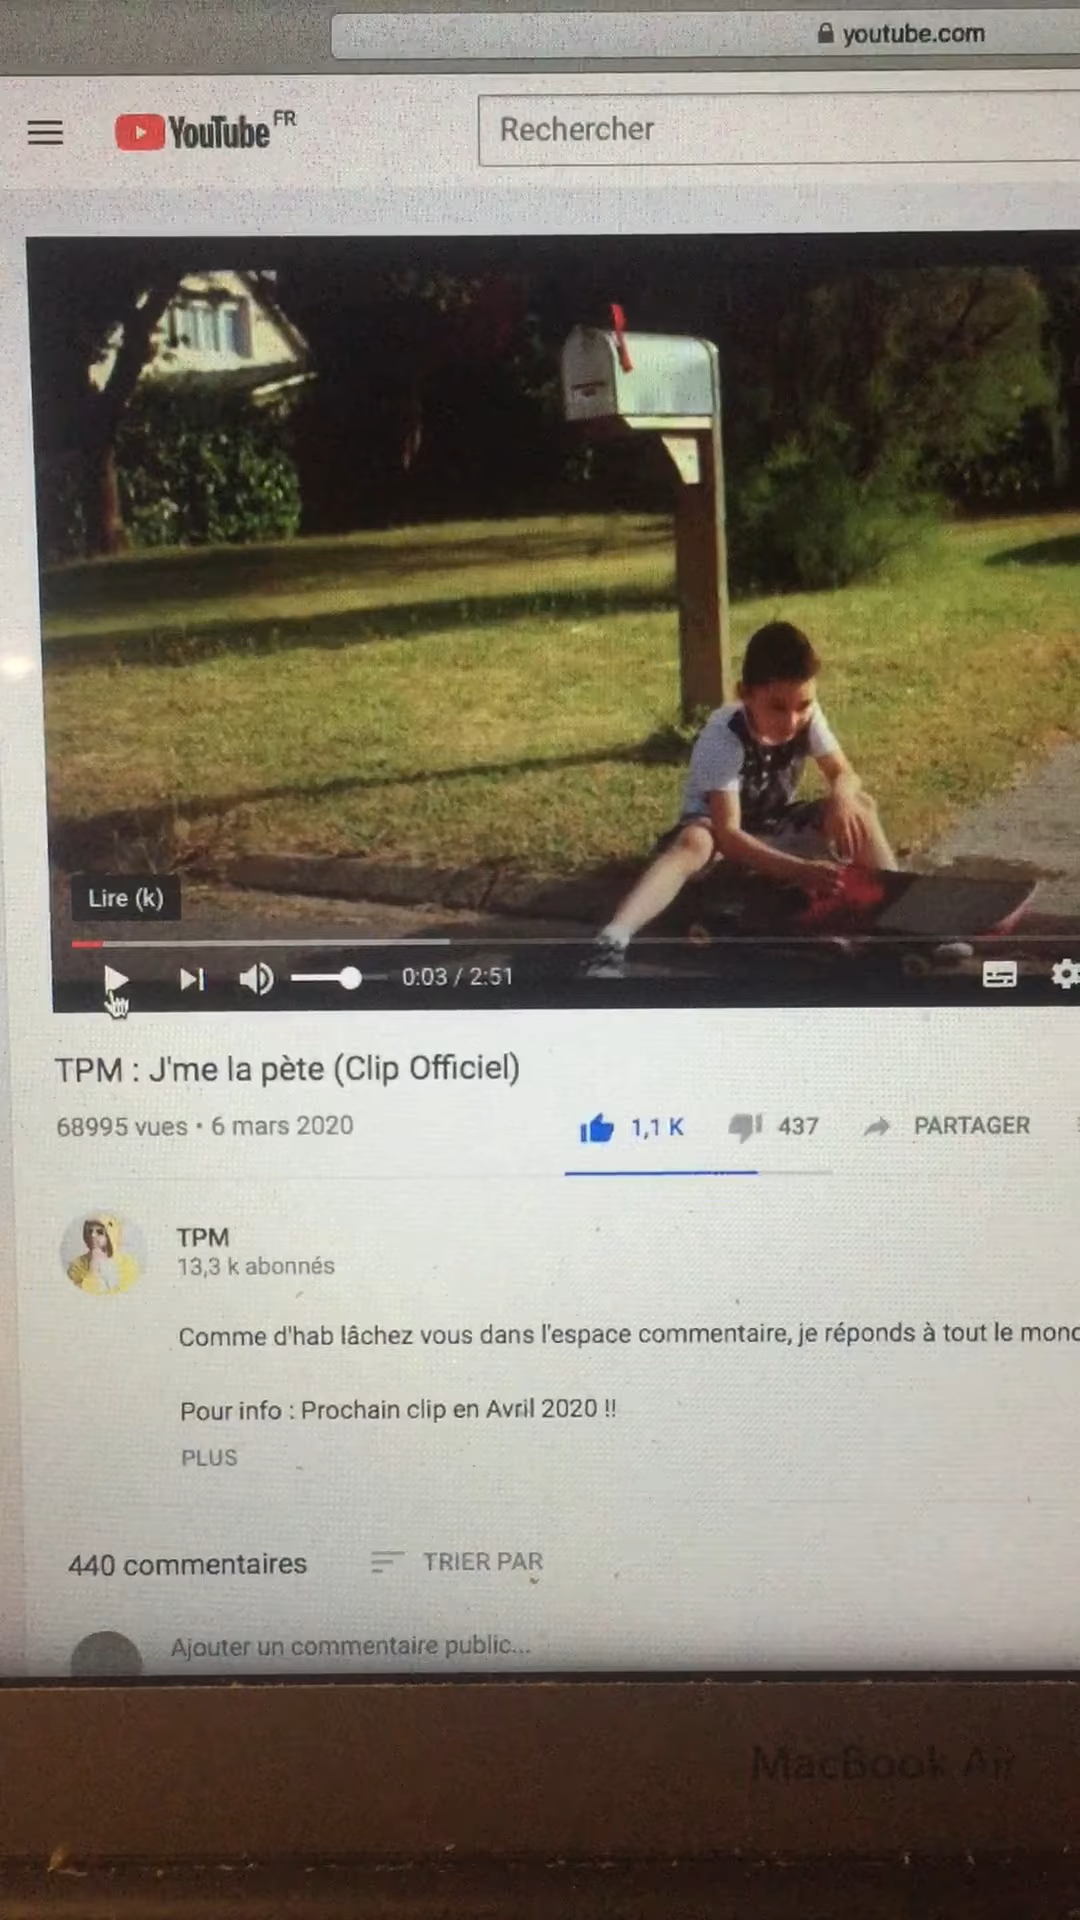 youtube.com
YouTube FR
Rechercher
Lire (k)
0:03 / 2:51
TPM : J'me la pète (Clip Officiel)
68995 vues • 6 mars 2020
1,1 K
437
PARTAGER
TPM
13,3 k abonnés
Comme d'hab lâchez vous dans l'espace commentaire, je réponds à tout le
Pour info : Prochain clip en Avril 2020 !!
PLUS
440 commentaires
TRIER PAR
Ajouter un commentaire public...
MacBook Air